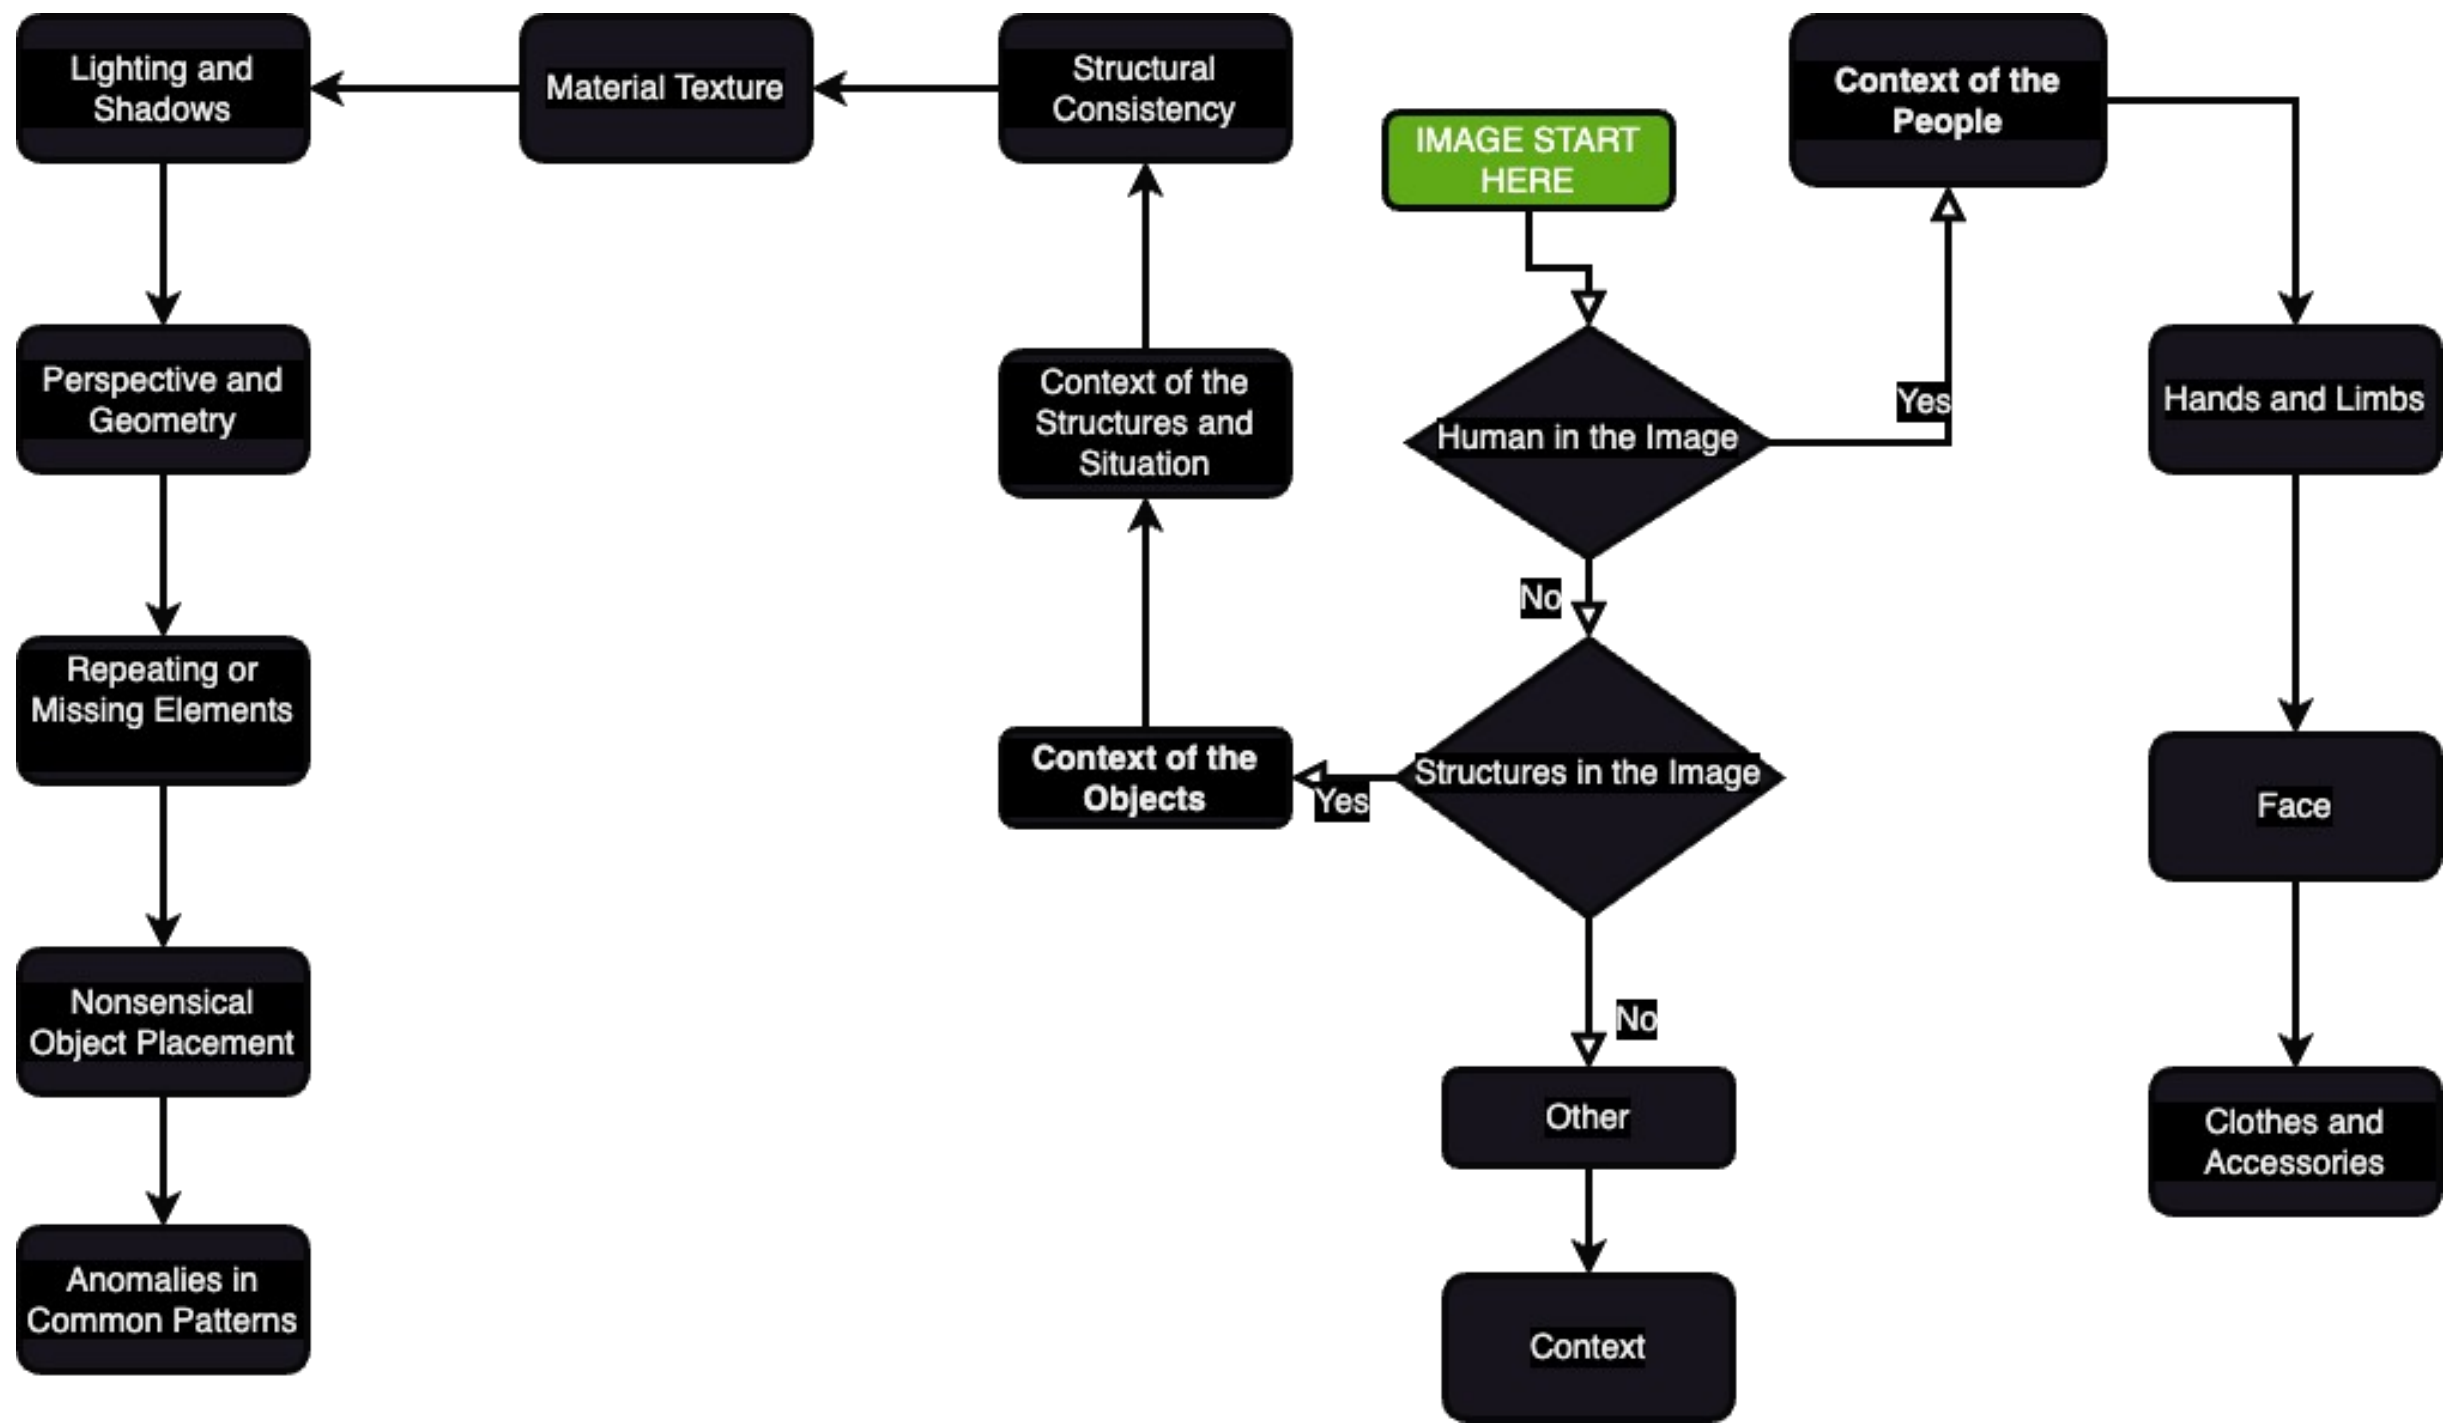 Lighting and
Shadows
Material Texture
Structural
Consistency
IMAGE START
HERE
Context of the
People
Perspective and
Geometry
Context of the
Structures and
Situation
Human in the Image
Yes
Hands and Limbs
No
Repeating or
Missing Elements
Context of the
Objects
Yes
Structures in the Image
Face
Nonsensical
Object Placement
No
Other
Clothes and
Accessories
Anomalies in
Common Patterns
Context